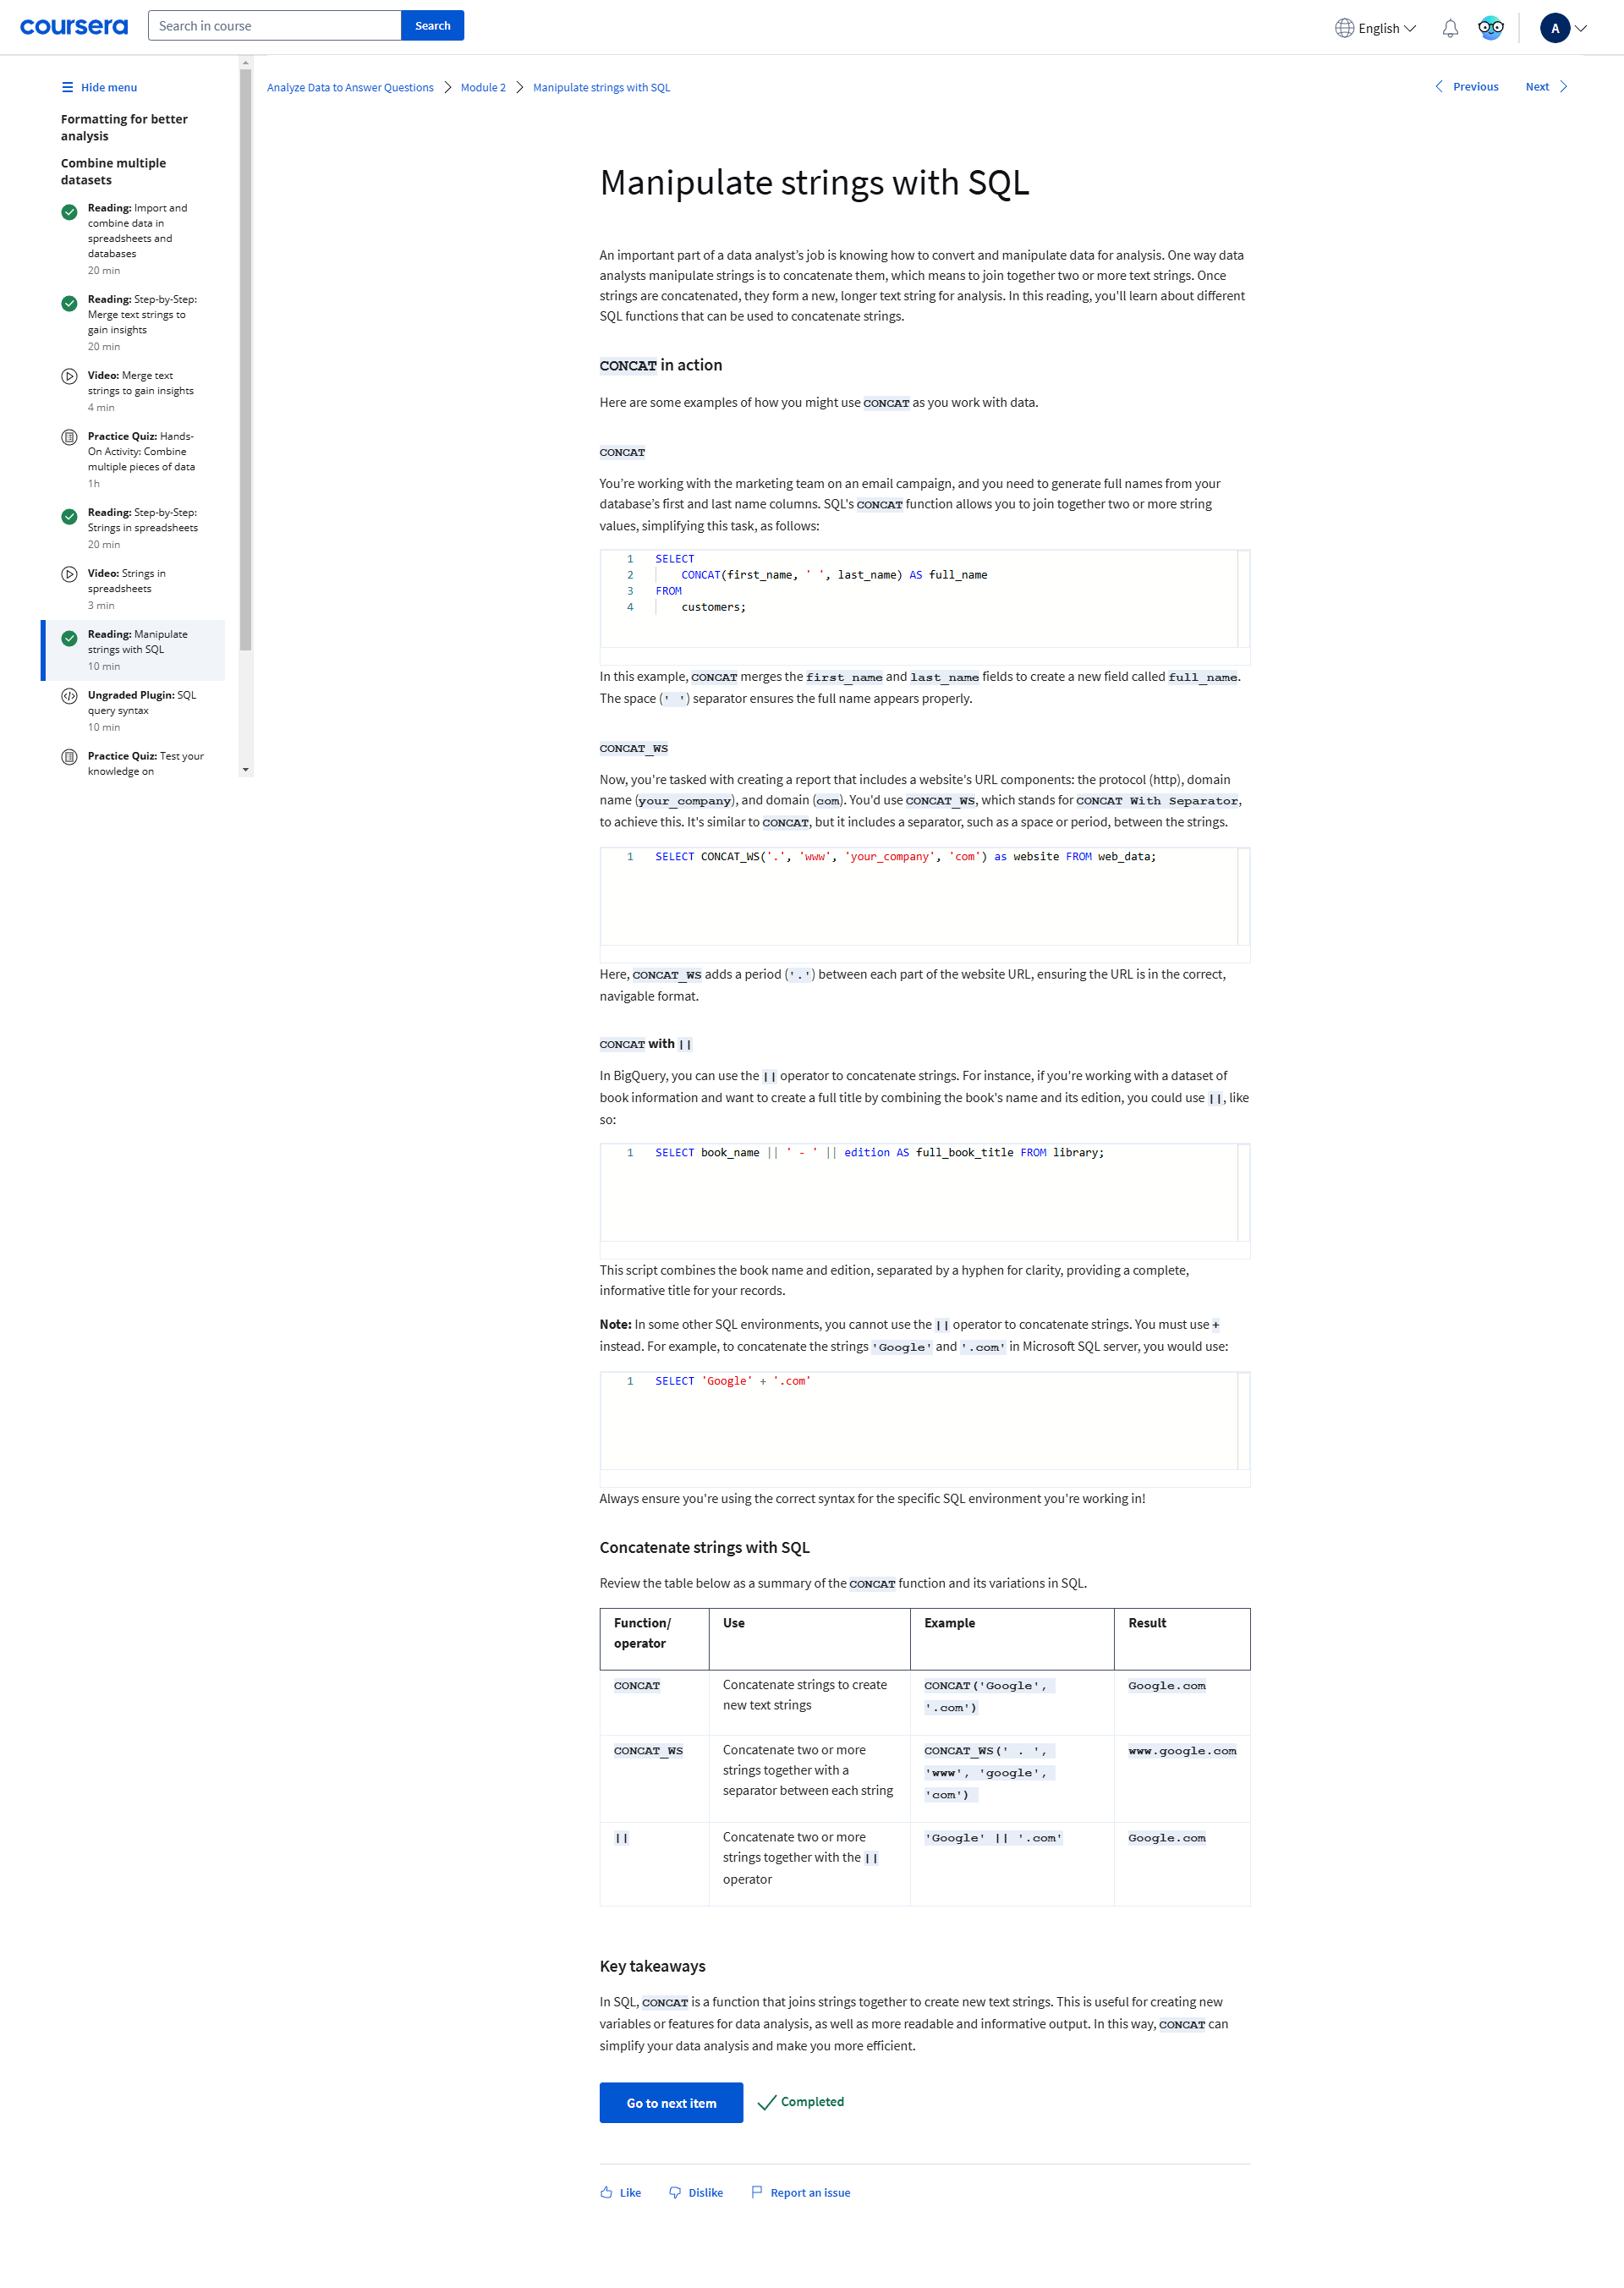 coursera
Search in course
Search
English
A
Hide menu
Formatting for better
analysis
Combine multiple
datasets
Reading: Import and
combine data in
spreadsheets and
databases
20 min
Reading: Step-by-Step:
Merge text strings to
gain insights
20 min
Video: Merge text
strings to gain insights
4 min
Practice Quiz: Hands-
On Activity: Combine
multiple pieces of data
1h
Reading: Step-by-Step:
Strings in spreadsheets
20 min
Video: Strings in
spreadsheets
3 min
Reading: Manipulate
strings with SQL
10 min
Ungraded Plugin: SQL
query syntax
10 min
Practice Quiz: Test your
knowledge on
Analyze Data to Answer Questions > Module 2 > Manipulate strings with SQL
Previous
Next
Manipulate strings with SQL
An important part of a data analyst’s job is knowing how to convert and manipulate data for analysis. One way data
analysts manipulate strings is to concatenate them, which means to join together two or more text strings. Once
strings are concatenated, they form a new, longer text string for analysis. In this reading, you'll learn about different
SQL functions that can be used to concatenate strings.
CONCAT in action
Here are some examples of how you might use CONCAT as you work with data.
CONCAT
You’re working with the marketing team on an email campaign, and you need to generate full names from your
database’s first and last name columns. SQL's CONCAT function allows you to join together two or more string
values, simplifying this task, as follows:
1 SELECT
2 CONCAT(first_name, ' ', last_name) AS full_name
3 FROM
4 customers;
In this example, CONCAT merges the first_name and last_name fields to create a new field called full_name.
The space (' ') separator ensures the full name appears properly.
CONCAT_WS
Now, you're tasked with creating a report that includes a website's URL components: the protocol (http), domain
name (your_company), and domain (com). You'd use CONCAT_WS, which stands for CONCAT With Separator,
to achieve this. It's similar to CONCAT, but it includes a separator, such as a space or period, between the strings.
1 SELECT CONCAT_WS('.', 'www', 'your_company', 'com') as website FROM web_data;
Here, CONCAT_WS adds a period ('.') between each part of the website URL, ensuring the URL is in the correct,
navigable format.
CONCAT with ||
In BigQuery, you can use the || operator to concatenate strings. For instance, if you're working with a dataset of
book information and want to create a full title by combining the book's name and its edition, you could use ||, like
so:
1 SELECT book_name || ' - ' || edition AS full_book_title FROM library;
This script combines the book name and edition, separated by a hyphen for clarity, providing a complete,
informative title for your records.
Note: In some other SQL environments, you cannot use the || operator to concatenate strings. You must use +
instead. For example, to concatenate the strings 'Google' and '.com' in Microsoft SQL server, you would use:
1 SELECT 'Google' + '.com'
Always ensure you're using the correct syntax for the specific SQL environment you're working in!
Concatenate strings with SQL
Review the table below as a summary of the CONCAT function and its variations in SQL.
Function/
operator
Use
Example
Result
CONCAT
Concatenate strings to create
new text strings
CONCAT('Google',
'.com')
Google.com
CONCAT_WS
Concatenate two or more
strings together with a
separator between each string
CONCAT_WS(' . ',
'www', 'google',
'com')
www.google.com
||
Concatenate two or more
strings together with the ||
operator
'Google' || '.com'
Google.com
Key takeaways
In SQL, CONCAT is a function that joins strings together to create new text strings. This is useful for creating new
variables or features for data analysis, as well as more readable and informative output. In this way, CONCAT can
simplify your data analysis and make you more efficient.
Go to next item
Completed
Like
Dislike
Report an issue